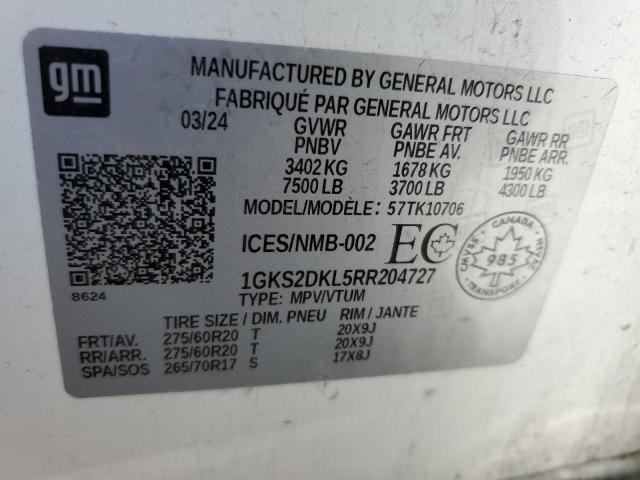 gm
MANUFACTURED BY GENERAL MOTORS LLC
FABRIQUÉ PAR GENERAL MOTORS LLC
03/24 GVWR GAWR FRT GAWR RR
PNBV PNBE AV. PNBE ARR.
3402 KG 1678 KG 1950 KG
7500 LB 3700 LB 4300 LB
MODEL/MODÈLE: 57TK10706
ICES/NMB-002 EC CANADA CMVSS 985 NSVAC
1GKS2DKL5RR204727
8624
TYPE: MPV/VTUM
TIRE SIZE / DIM. PNEU RIM / JANTE
FRT/AV. 275/60R20 T 20X9J
RR/ARR. 275/60R20 T 20X9J
SPA/SOS 265/70R17 S 17X8J